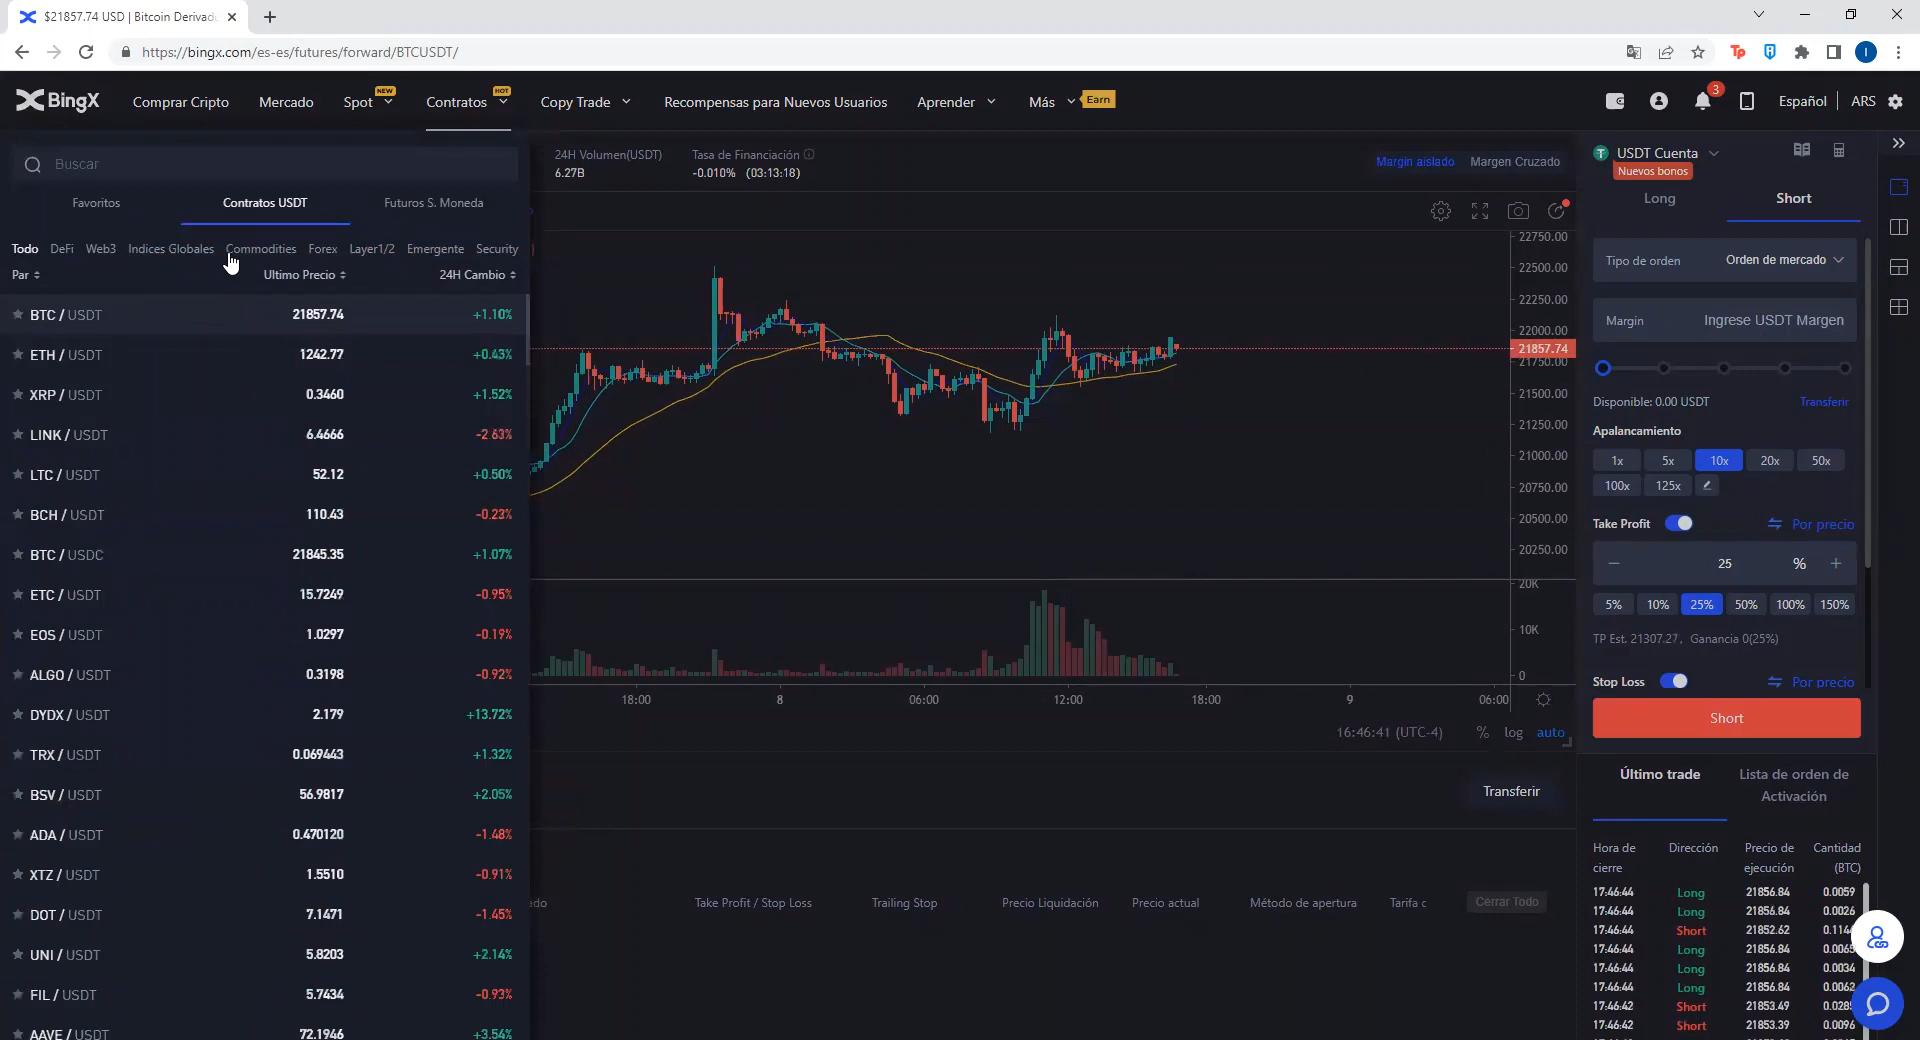 $21857.74 USD | Bitcoin Derivad
https://bingx.com/es-es/futures/forward/BTCUSDT/
BingX
Comprar Cripto
Mercado
Spot
NEW
Contratos
HOT
Copy Trade
Recompensas para Nuevos Usuarios
Aprender
Más
Earn
3
Español
ARS
Buscar
Favoritos
Contratos USDT
Futuros S. Moneda
Todo DeFi Web3 Indices Globales Commodities Forex Layer1/2 Emergente Security
Par Ultimo Precio 24H Cambio
BTC / USDT 21857.74 +1.10%
ETH / USDT 1242.77 +0.43%
XRP / USDT 0.3460 +1.52%
LINK / USDT 6.4666 -2.63%
LTC / USDT 52.12 +0.50%
BCH / USDT 110.43 -0.23%
BTC / USDC 21845.35 +1.07%
ETC / USDT 15.7249 -0.95%
EOS / USDT 1.0297 -0.19%
ALGO / USDT 0.3198 -0.92%
DYDX / USDT 2.179 +13.72%
TRX / USDT 0.069443 +1.32%
BSV / USDT 56.9817 +2.05%
ADA / USDT 0.470120 -1.48%
XTZ / USDT 1.5510 -0.91%
DOT / USDT 7.1471 -1.45%
UNI / USDT 5.8203 +2.14%
FIL / USDT 5.7434 -0.93%
AAVE / USDT 72.1946 +3.54%
24H Volumen(USDT) Tasa de Financiación
6.27B -0.010% (03:13:18)
Margin aislado Margen Cruzado
22750.00
22500.00
22250.00
22000.00
21857.74
21750.00
21500.00
21250.00
21000.00
20750.00
20500.00
20250.00
20K
10K
0
18:00 8 06:00 12:00 18:00 9 06:00
16:46:41 (UTC-4) % log auto
Transferir
Take Profit / Stop Loss Trailing Stop Precio Liquidación Precio actual Método de apertura Tarifa c Cerrar Todo
USDT Cuenta
Nuevos bonos
Long Short
Tipo de orden Orden de mercado
Margin Ingrese USDT Margen
Disponible: 0.00 USDT Transferir
Apalancamiento
1x 5x 10x 20x 50x
100x 125x
Take Profit Por precio
25 %
5% 10% 25% 50% 100% 150%
TP Est. 21307.27, Ganancia 0(25%)
Stop Loss Por precio
Short
Último trade Lista de orden de
Activación
Hora de Dirección Precio de Cantidad
cierre ejecución (BTC)
17:46:44 Long 21856.84 0.0059
17:46:44 Long 21856.84 0.0026
17:46:44 Short 21852.62
17:46:44 Long 21856.84 0.0065
17:46:44 Long 21856.84 0.0034
17:46:44 Long 21856.84 0.0062
17:46:42 Short 21853.49
17:46:42 Short 21853.39 0.0096